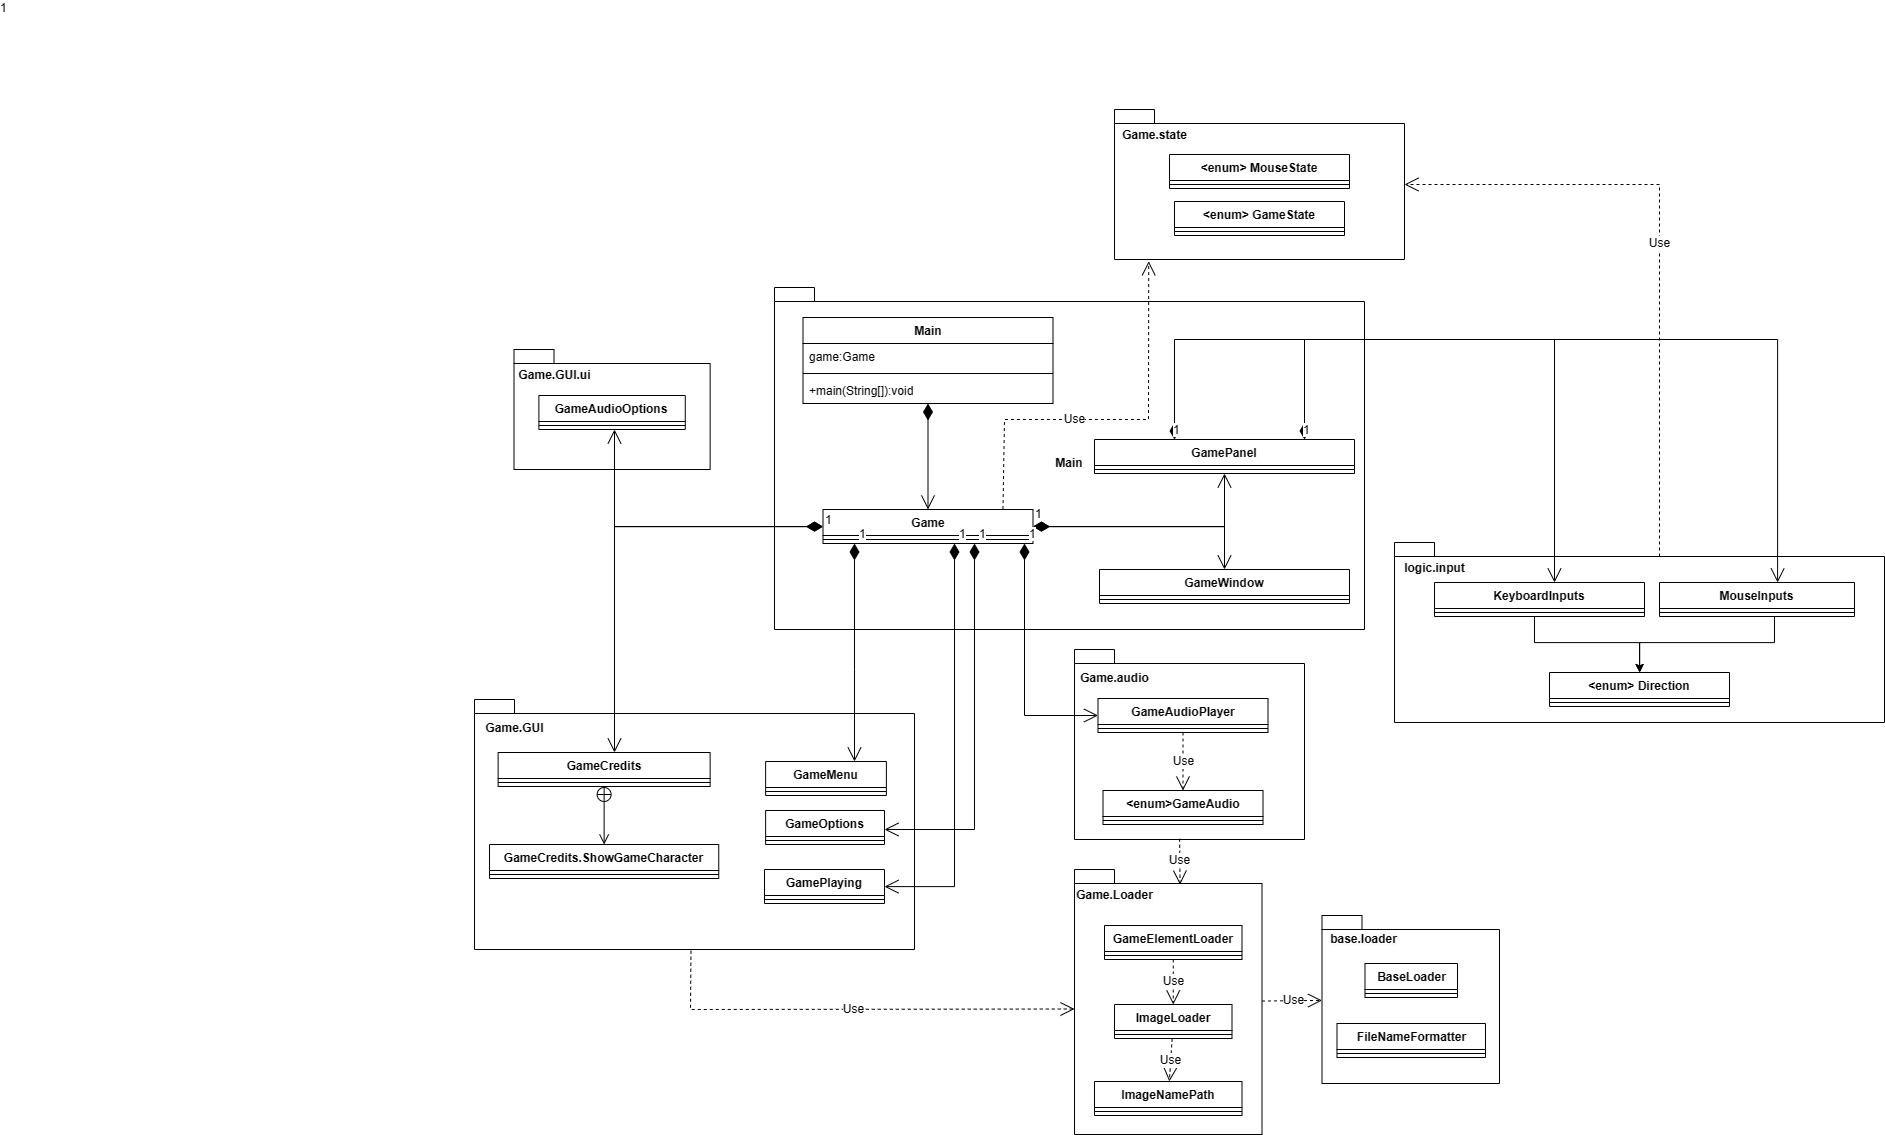 1
Game.state
<enum> MouseState
<enum> GameState
Use
Main
game:Game
+main(String[]):void
Game.GUI.ui
GameAudioOptions
Use
1
1
GamePanel
Main
1
1
Game
1
1
1
1
GameWindow
logic.input
KeyboardInputs
MouseInputs
<enum> Direction
Game.audio
GameAudioPlayer
Use
<enum>GameAudio
Game.GUI
GameCredits
GameMenu
GameOptions
GameCredits.ShowGameCharacter
GamePlaying
Use
Game.Loader
GameElementLoader
Use
ImageLoader
Use
ImageNamePath
Use
base.loader
BaseLoader
FileNameFormatter
Use